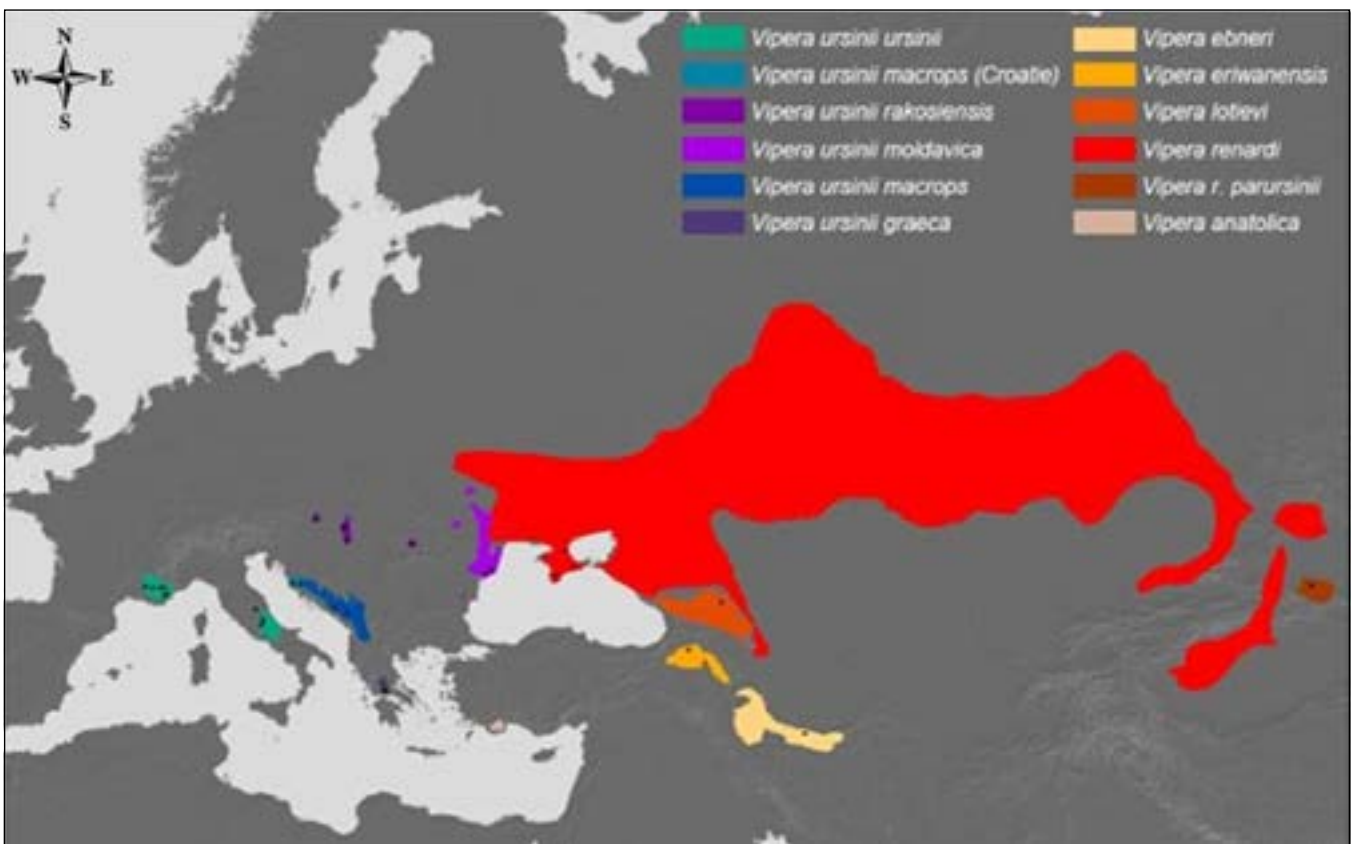 N
W E
S
Vipera ursinii ursinii
Vipera ursinii macrops (Croatie)
Vipera ursinii rakosiensis
Vipera ursinii moldavica
Vipera ursinii macrops
Vipera ursinii graeca
Vipera ebneri
Vipera eriwanensis
Vipera lotievi
Vipera renardi
Vipera r. parursinii
Vipera anatolica